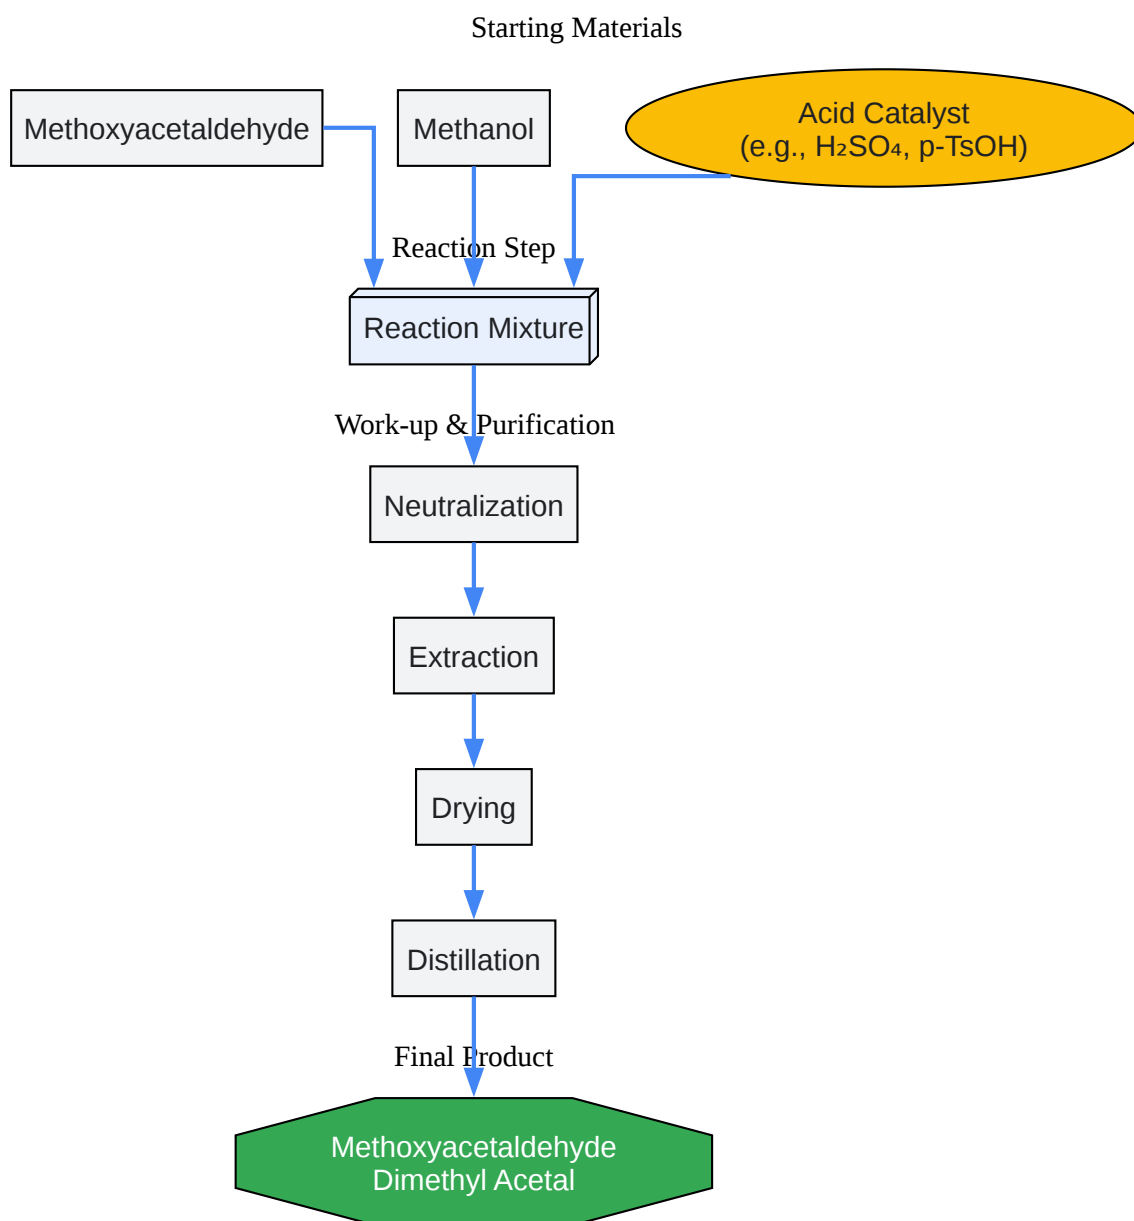 Starting Materials
Methoxyacetaldehyde
Methanol
Acid Catalyst
(e.g., H₂SO₄, p-TsOH)
Reaction Step
Reaction Mixture
Work-up & Purification
Neutralization
Extraction
Drying
Distillation
Final Product
Methoxyacetaldehyde
Dimethyl Acetal